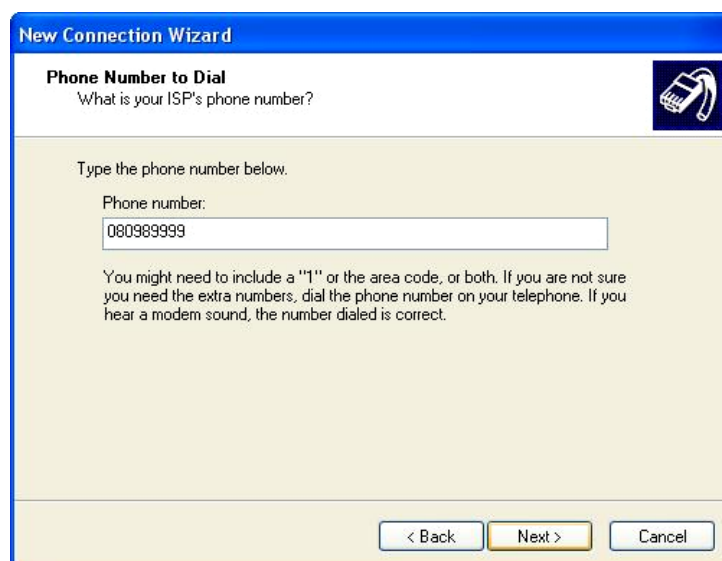 New Connection Wizard
Phone Number to Dial
What is your ISP's phone number?
Type the phone number below.
Phone number:
080989999
You might need to include a "1" or the area code, or both. If you are not sure
you need the extra numbers, dial the phone number on your telephone. If you
hear a modem sound, the number dialed is correct.
< Back
Next >
Cancel